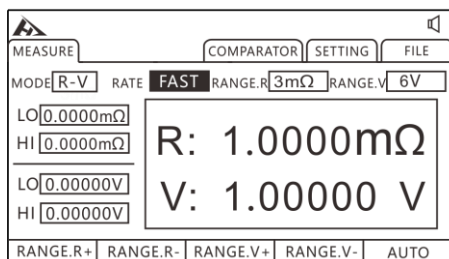 MEASURE COMPARATOR SETTING FILE
MODE R-V RATE FAST RANGE.R 3mΩ RANGE.V 6V
LO 0.0000mΩ
HI 0.0000mΩ
LO 0.00000V
HI 0.00000V
R: 1.0000mΩ
V: 1.00000 V
RANGE.R+ RANGE.R- RANGE.V+ RANGE.V- AUTO